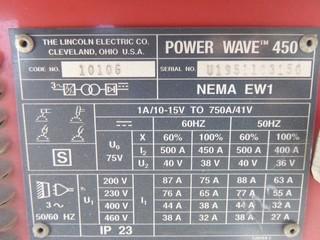 THE LINCOLN ELECTRIC CO.
CLEVELAND, OHIO U.S.A.
POWER WAVE™ 450
CODE NO. 10106
SERIAL NO.
NEMA EW1
3~
1A/10-15V TO 750A/41V
60HZ 50HZ
X 60% 100% 60% 100%
S
U₀ 75V
I₂ 500 A 450 A 500 A 400 A
U₂ 40 V 38 V 40 V 36 V
3~
50/60 HZ
U₁
I₁
200 V 87 A 75 A 88 A 63 A
230 V 76 A 65 A 77 A 55 A
400 V 44 A 38 A 44 A 32 A
460 V 38 A 32 A 38 A 27 A
IP 23